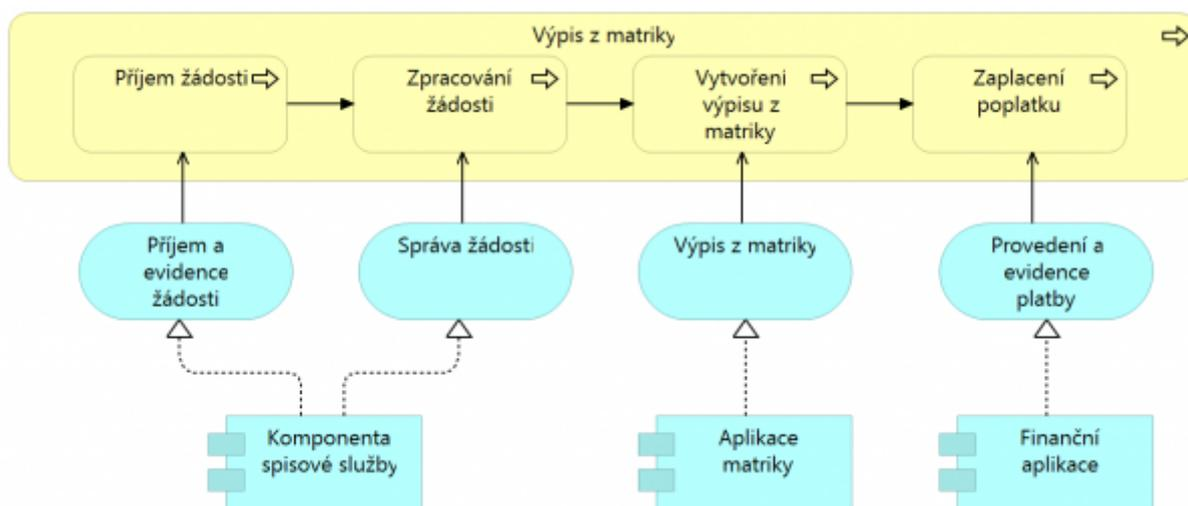 Výpis z matriky
Příjem žádosti
Zpracování
žádosti
Vytvoření
výpisu z
matriky
Zaplacení
poplatku
Příjem a
evidence
žádosti
Správa žádostí
Výpis z matriky
Provedení a
evidence
platby
Komponenta
spisové služby
Aplikace
matriky
Finanční
aplikace